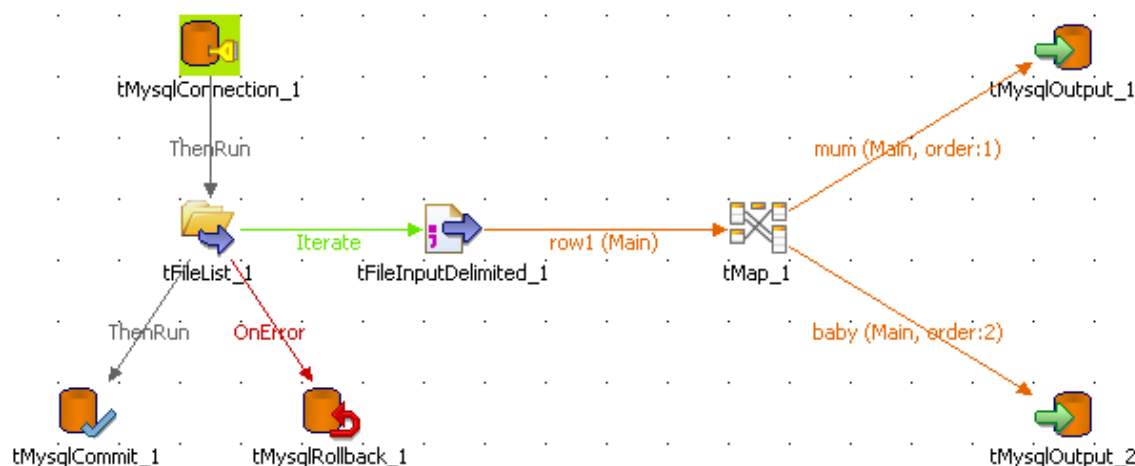 tMysqlConnection_1
tMysqlOutput_1
ThenRun
mum (Main, order:1)
Iterate
row1 (Main)
tFileList_1
tFileInputDelimited_1
tMap_1
ThenRun
OnError
baby (Main, order:2)
tMysqlCommit_1
tMysqlRollback_1
tMysqlOutput_2